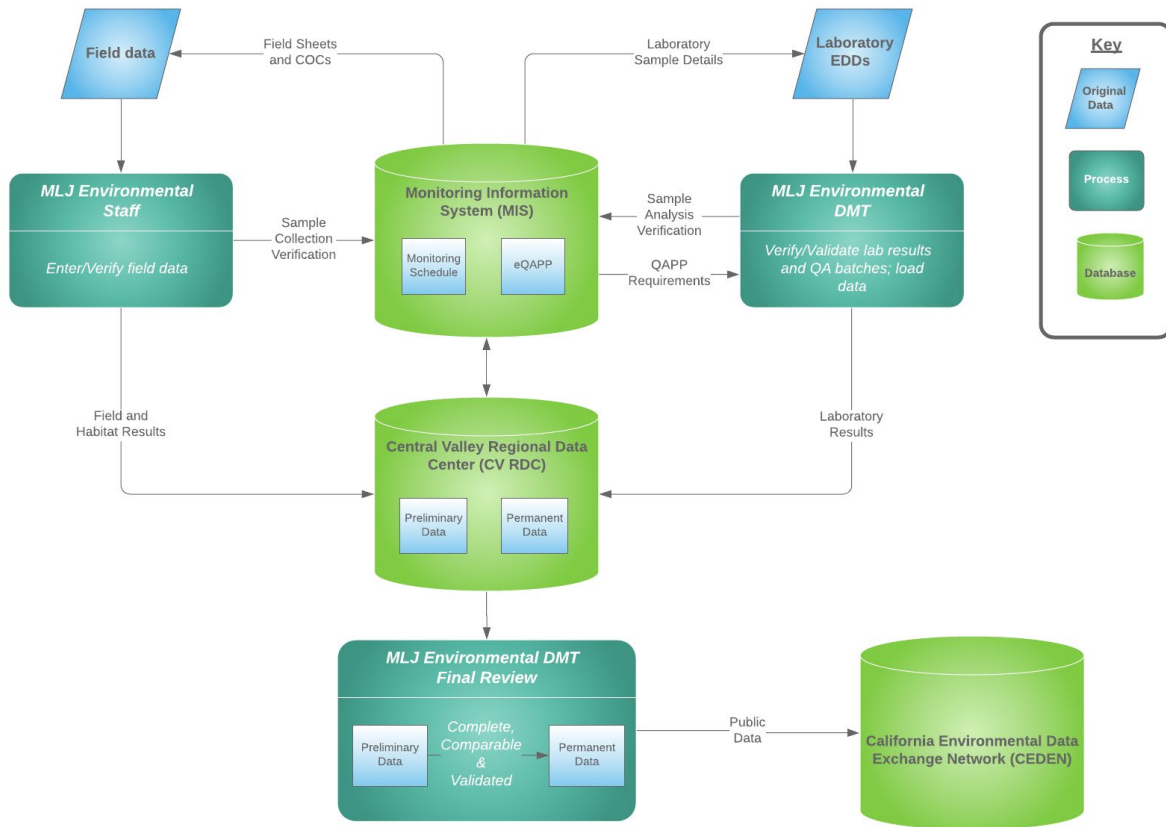 Field data
Field Sheets
and COCs
Laboratory
Sample Details
Laboratory
EDDs
Key
Original
Data
Process
Database
MLJ Environmental
Staff
Enter/Verify field data
Sample
Collection
Verification
Monitoring Information
System (MIS)
Monitoring
Schedule
eQAPP
Sample
Analysis
Verification
QAPP
Requirements
MLJ Environmental
DMT
Verify/Validate lab results
and QA batches; load
data
Field and
Habitat Results
Central Valley Regional Data
Center (CV RDC)
Preliminary
Data
Permanent
Data
Laboratory
Results
MLJ Environmental DMT
Final Review
Preliminary
Data
Complete,
Comparable
&
Validated
Permanent
Data
Public
Data
California Environmental Data
Exchange Network (CEDEN)